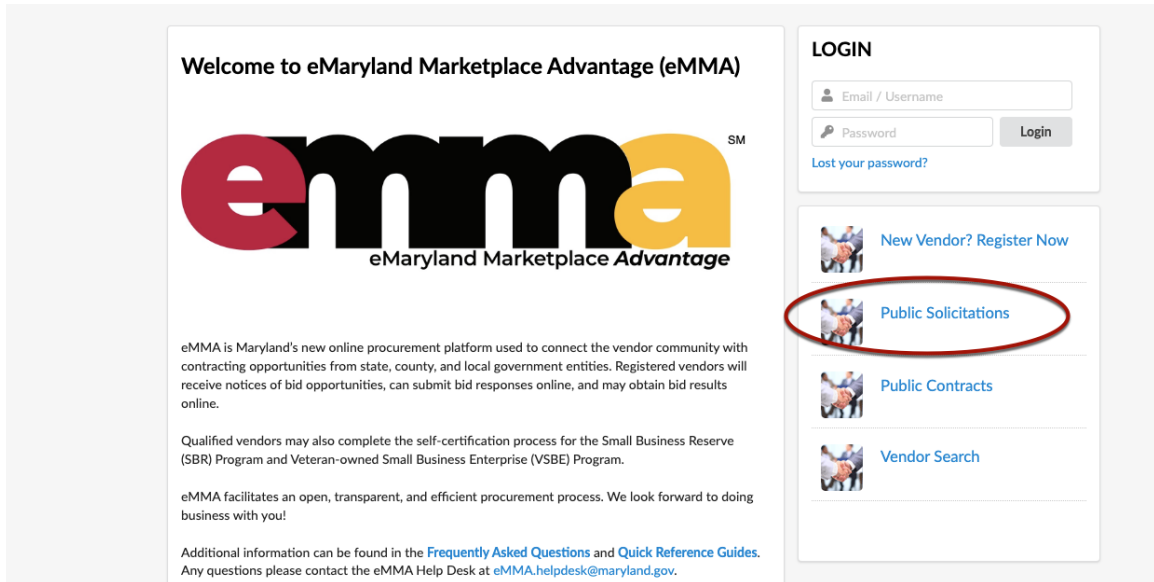 Welcome to eMaryland Marketplace Advantage (eMMA)
emma SM
eMaryland Marketplace Advantage
eMMA is Maryland's new online procurement platform used to connect the vendor community with
contracting opportunities from state, county, and local government entities. Registered vendors will
receive notices of bid opportunities, can submit bid responses online, and may obtain bid results
online.
Qualified vendors may also complete the self-certification process for the Small Business Reserve
(SBR) Program and Veteran-owned Small Business Enterprise (VSBE) Program.
eMMA facilitates an open, transparent, and efficient procurement process. We look forward to doing
business with you!
Additional information can be found in the Frequently Asked Questions and Quick Reference Guides.
Any questions please contact the eMMA Help Desk at eMMA.helpdesk@maryland.gov.
LOGIN
Email / Username
Password
Login
Lost your password?
New Vendor? Register Now
Public Solicitations
Public Contracts
Vendor Search